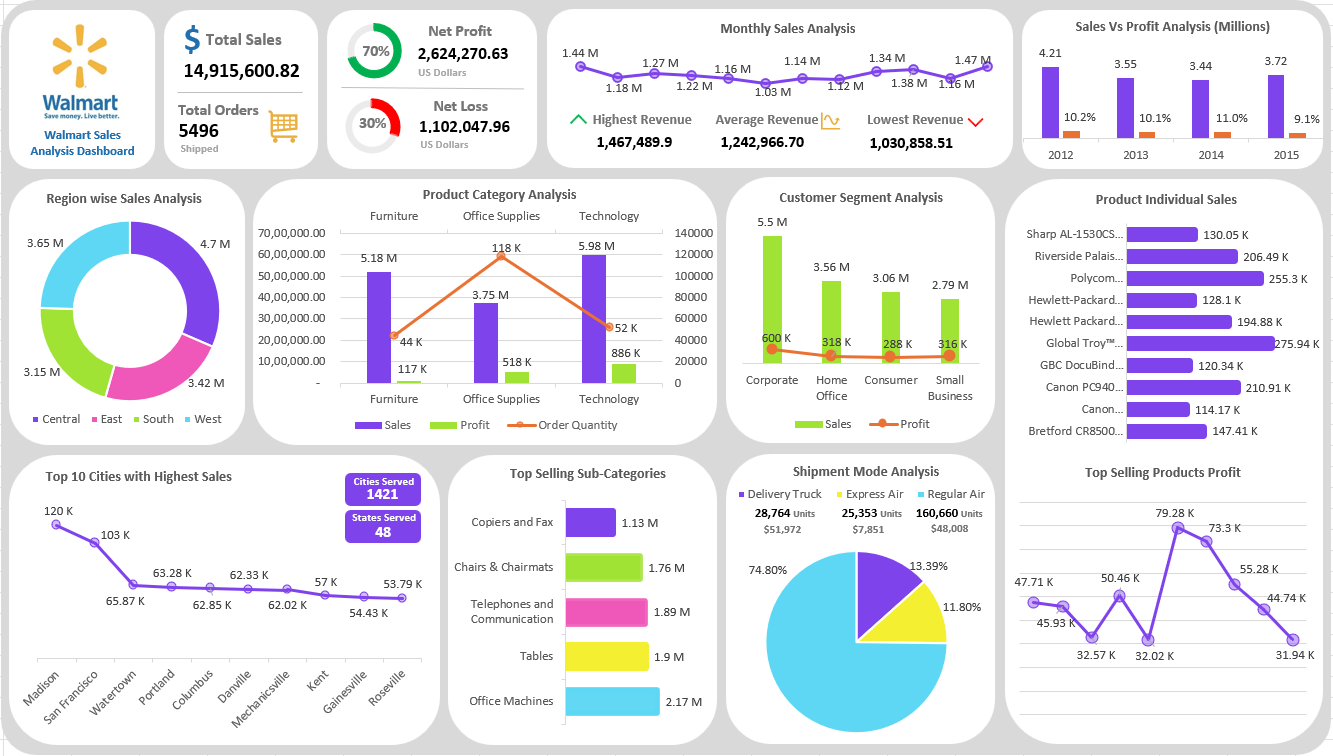 Walmart
Save money. Live better.
Walmart Sales
Analysis Dashboard
$ Total Sales
14,915,600.82
Total Orders
5496
Shipped
70%
Net Profit
2,624,270.63
US Dollars
30%
Net Loss
1,102,047.96
US Dollars
Monthly Sales Analysis
1.44 M
1.18 M
1.27 M
1.22 M
1.16 M
1.03 M
1.14 M
1.12 M
1.34 M
1.38 M
1.16 M
1.47 M
Highest Revenue
1,467,489.9
Average Revenue
1,242,966.70
Lowest Revenue
1,030,858.51
Sales Vs Profit Analysis (Millions)
4.21
3.55
3.44
3.72
10.2%
10.1%
11.0%
9.1%
2012
2013
2014
2015
Region wise Sales Analysis
3.65 M
4.7 M
3.15 M
3.42 M
Central
East
South
West
Product Category Analysis
Furniture
Office Supplies
Technology
70,00,000.00
60,00,000.00
50,00,000.00
40,00,000.00
30,00,000.00
20,00,000.00
10,00,000.00
-
140000
120000
100000
80000
60000
40000
20000
0
5.18 M
3.75 M
5.98 M
118 K
44 K
52 K
117 K
518 K
886 K
Furniture
Office Supplies
Technology
Sales
Profit
Order Quantity
Customer Segment Analysis
5.5 M
3.56 M
3.06 M
2.79 M
600 K
318 K
288 K
316 K
Corporate
Home
Office
Consumer
Small
Business
Sales
Profit
Product Individual Sales
Sharp AL-1530CS...
130.05 K
Riverside Palais...
206.49 K
Polycom...
255.3 K
Hewlett-Packard...
128.1 K
Hewlett Packard...
194.88 K
Global Troy™...
275.94 K
GBC DocuBind...
120.34 K
Canon PC940...
210.91 K
Canon...
114.17 K
Bretford CR8500...
147.41 K
Top 10 Cities with Highest Sales
Cities Served
1421
States Served
48
120 K
103 K
65.87 K
63.28 K
62.85 K
62.33 K
62.02 K
57 K
54.43 K
53.79 K
Madison
San Francisco
Watertown
Portland
Columbus
Danville
Mechanicsville
Kent
Gainesville
Roseville
Top Selling Sub-Categories
Copiers and Fax
1.13 M
Chairs & Chairmats
1.76 M
Telephones and
Communication
1.89 M
Tables
1.9 M
Office Machines
2.17 M
Shipment Mode Analysis
Delivery Truck
Express Air
Regular Air
28,764 Units
25,353 Units
160,660 Units
$51,972
$7,851
$48,008
74.80%
13.39%
11.80%
Top Selling Products Profit
47.71 K
45.93 K
32.57 K
50.46 K
32.02 K
79.28 K
73.3 K
55.28 K
44.74 K
31.94 K